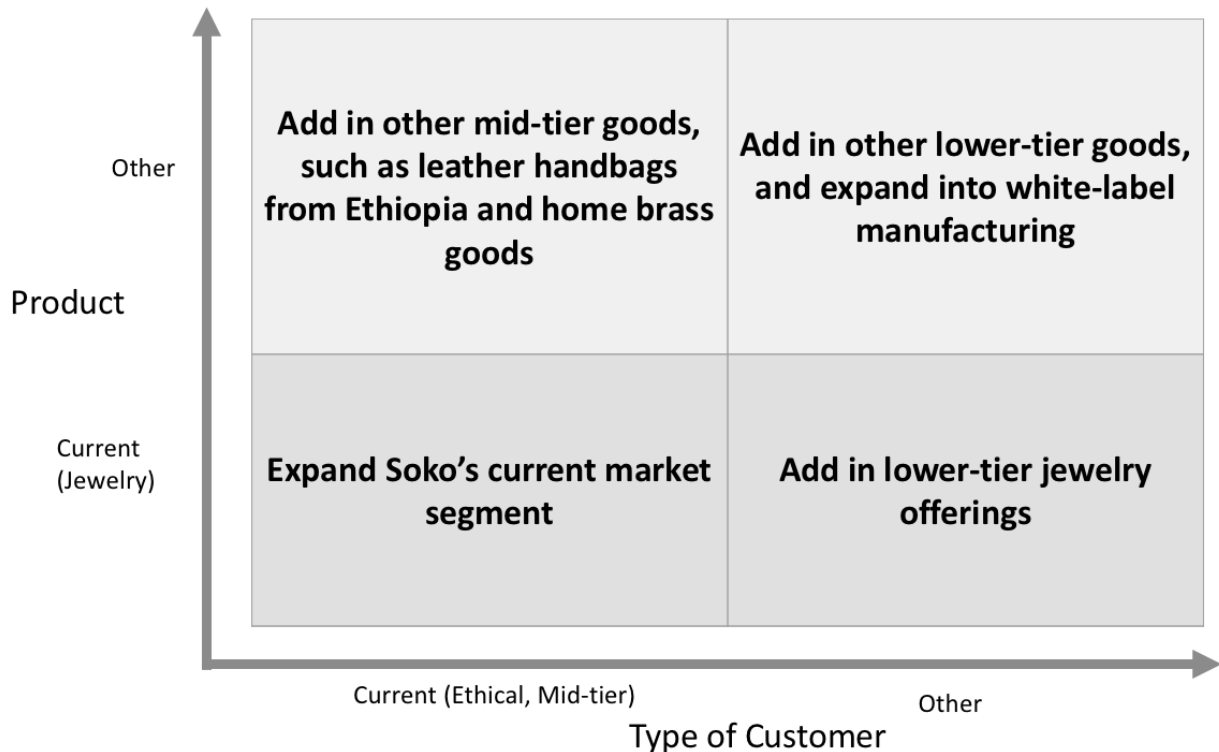 Add in other mid-tier goods,
such as leather handbags
from Ethiopia and home brass
goods
Add in other lower-tier goods,
and expand into white-label
manufacturing
Other
Product
Current
(Jewelry)
Expand Soko’s current market
segment
Add in lower-tier jewelry
offerings
Current (Ethical, Mid-tier)
Other
Type of Customer